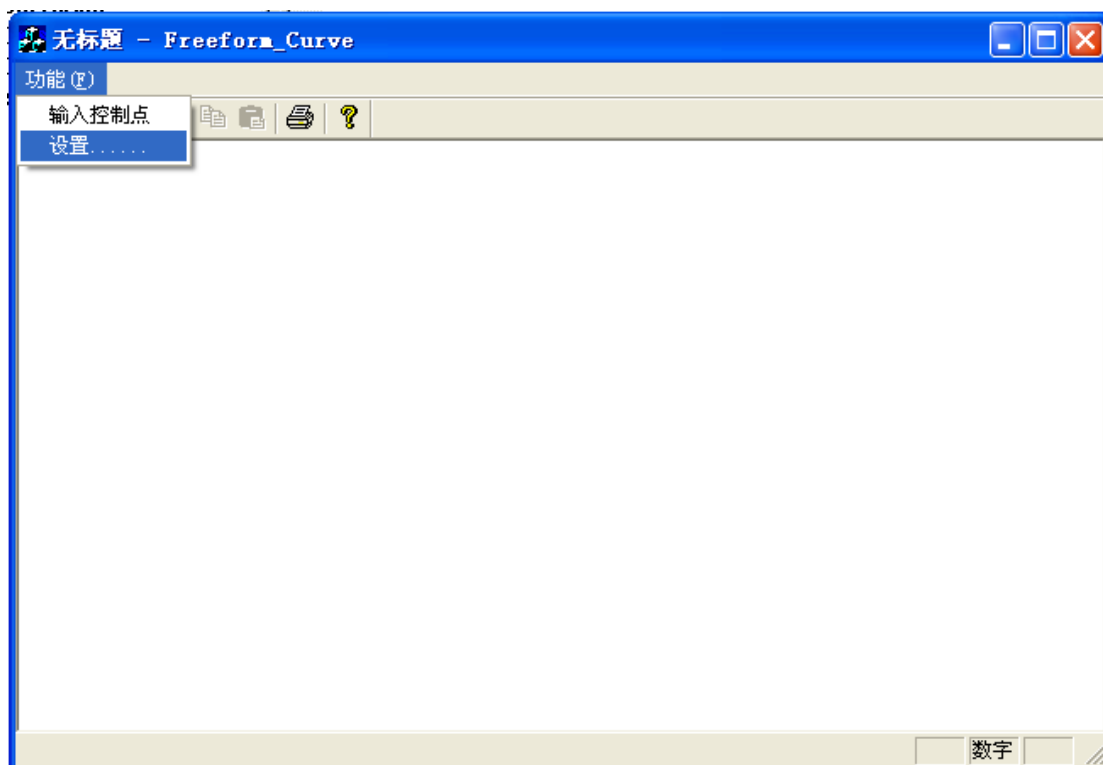 无标题 - Freeform_Curve
功能(F)
输入控制点
设置......
数字